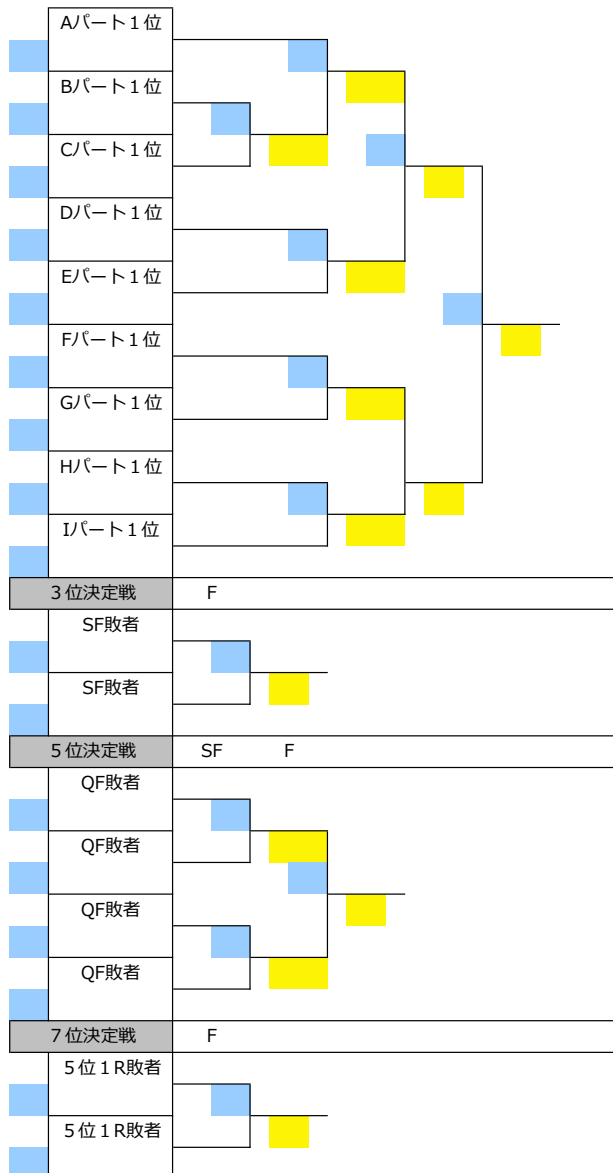 Aパート１位
Bパート１位
Cパート１位
Dパート１位
Eパート１位
Fパート１位
Gパート１位
Hパート１位
Iパート１位
３位決定戦 F
SF敗者
SF敗者
５位決定戦 SF F
QF敗者
QF敗者
QF敗者
QF敗者
７位決定戦 F
５位１R敗者
５位１R敗者